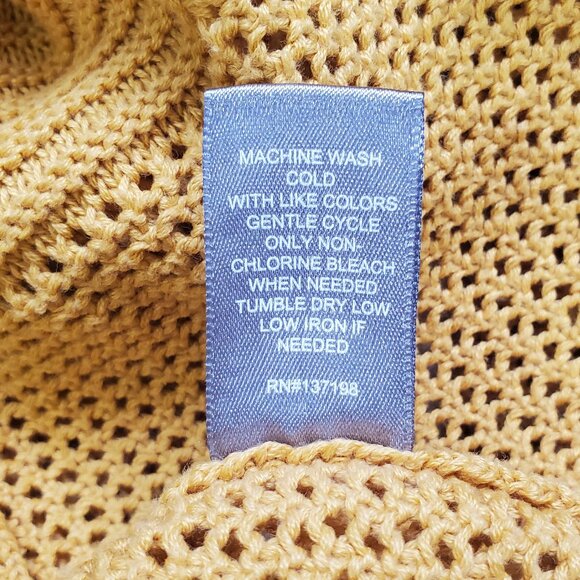 MACHINE WASH
COLD
WITH LIKE COLORS
GENTLE CYCLE
ONLY NON-
CHLORINE BLEACH
WHEN NEEDED
TUMBLE DRY LOW
LOW IRON IF
NEEDED
RN#137198